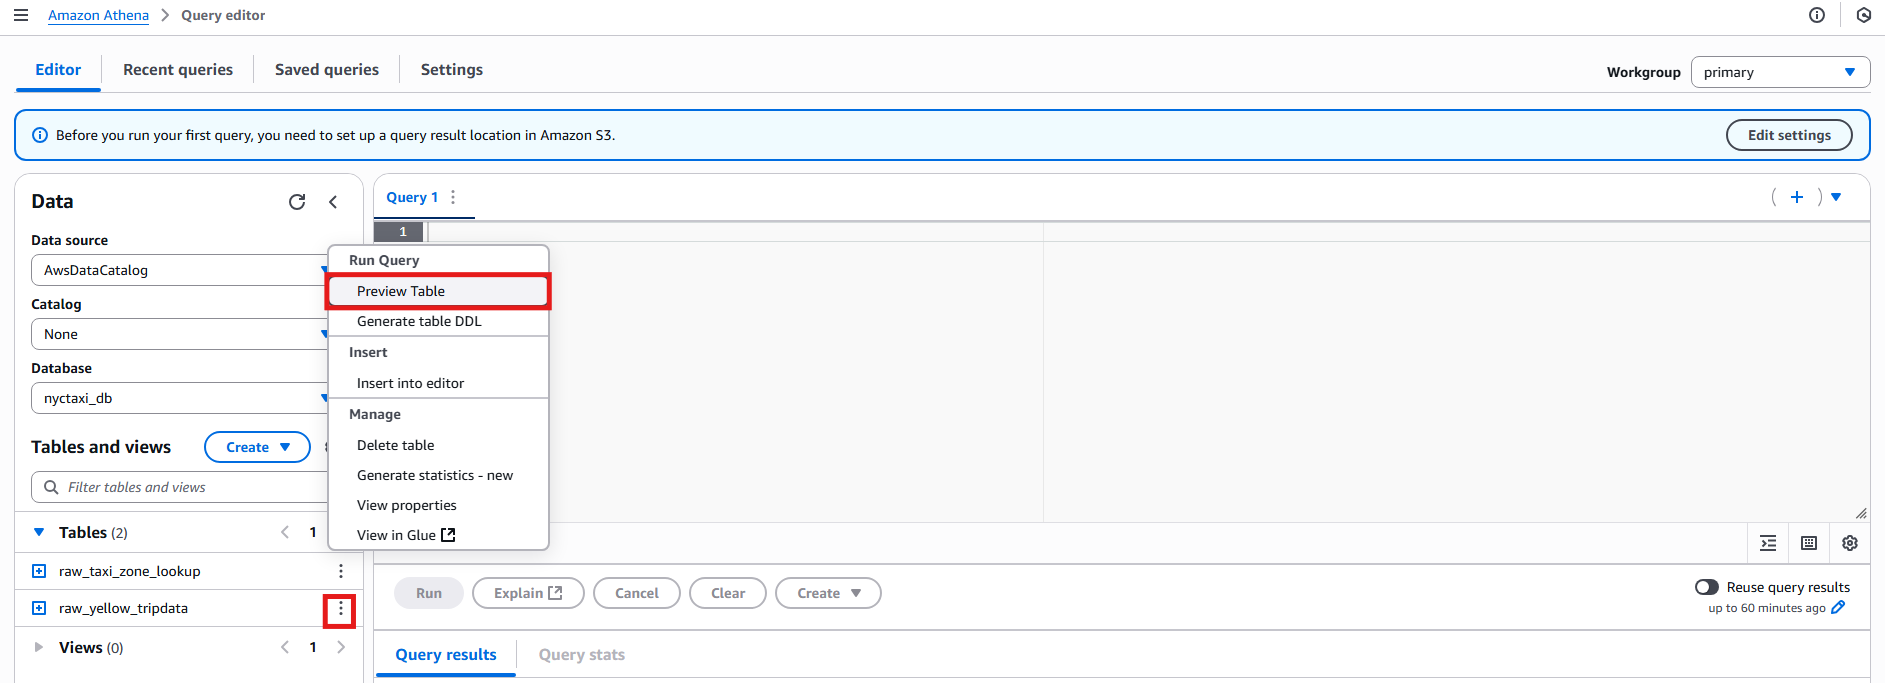 Amazon Athena > Query editor
Editor
Recent queries
Saved queries
Settings
Workgroup
primary
Before you run your first query, you need to set up a query result location in Amazon S3.
Edit settings
Data
Data source
AwsDataCatalog
Catalog
None
Database
nyctaxi_db
Tables and views
Create
Filter tables and views
Tables (2)
1
raw_taxi_zone_lookup
raw_yellow_tripdata
Views (0)
1
Run Query
Preview Table
Generate table DDL
Insert
Insert into editor
Manage
Delete table
Generate statistics - new
View properties
View in Glue
Query 1
1
Run
Explain
Cancel
Clear
Create
Reuse query results
up to 60 minutes ago
Query results
Query stats